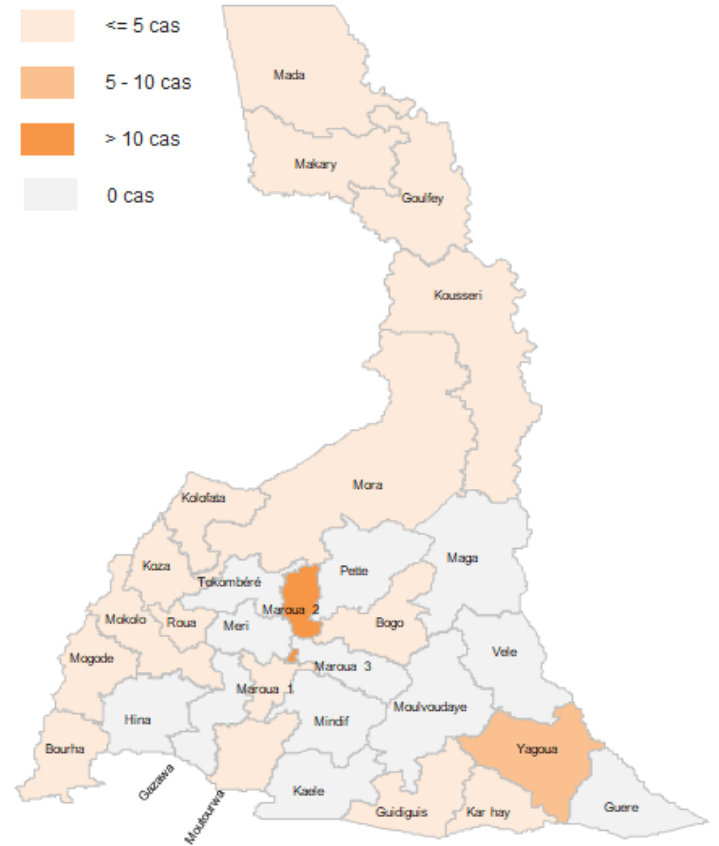 <= 5 cas
5 - 10 cas
> 10 cas
0 cas
Mada
Makary
Goulfey
Kousseri
Mora
Kolofata
Koza
Tokombéré
Pette
Maga
Maroua 2
Mokolo
Roua
Meri
Bogo
Mogode
Maroua 3
Vele
Maroua 1
Hina
Mindif
Moulvoudaye
Bourha
Yagoua
Gazawa
Moutourwa
Kaele
Guidiguis
Kar hay
Guere